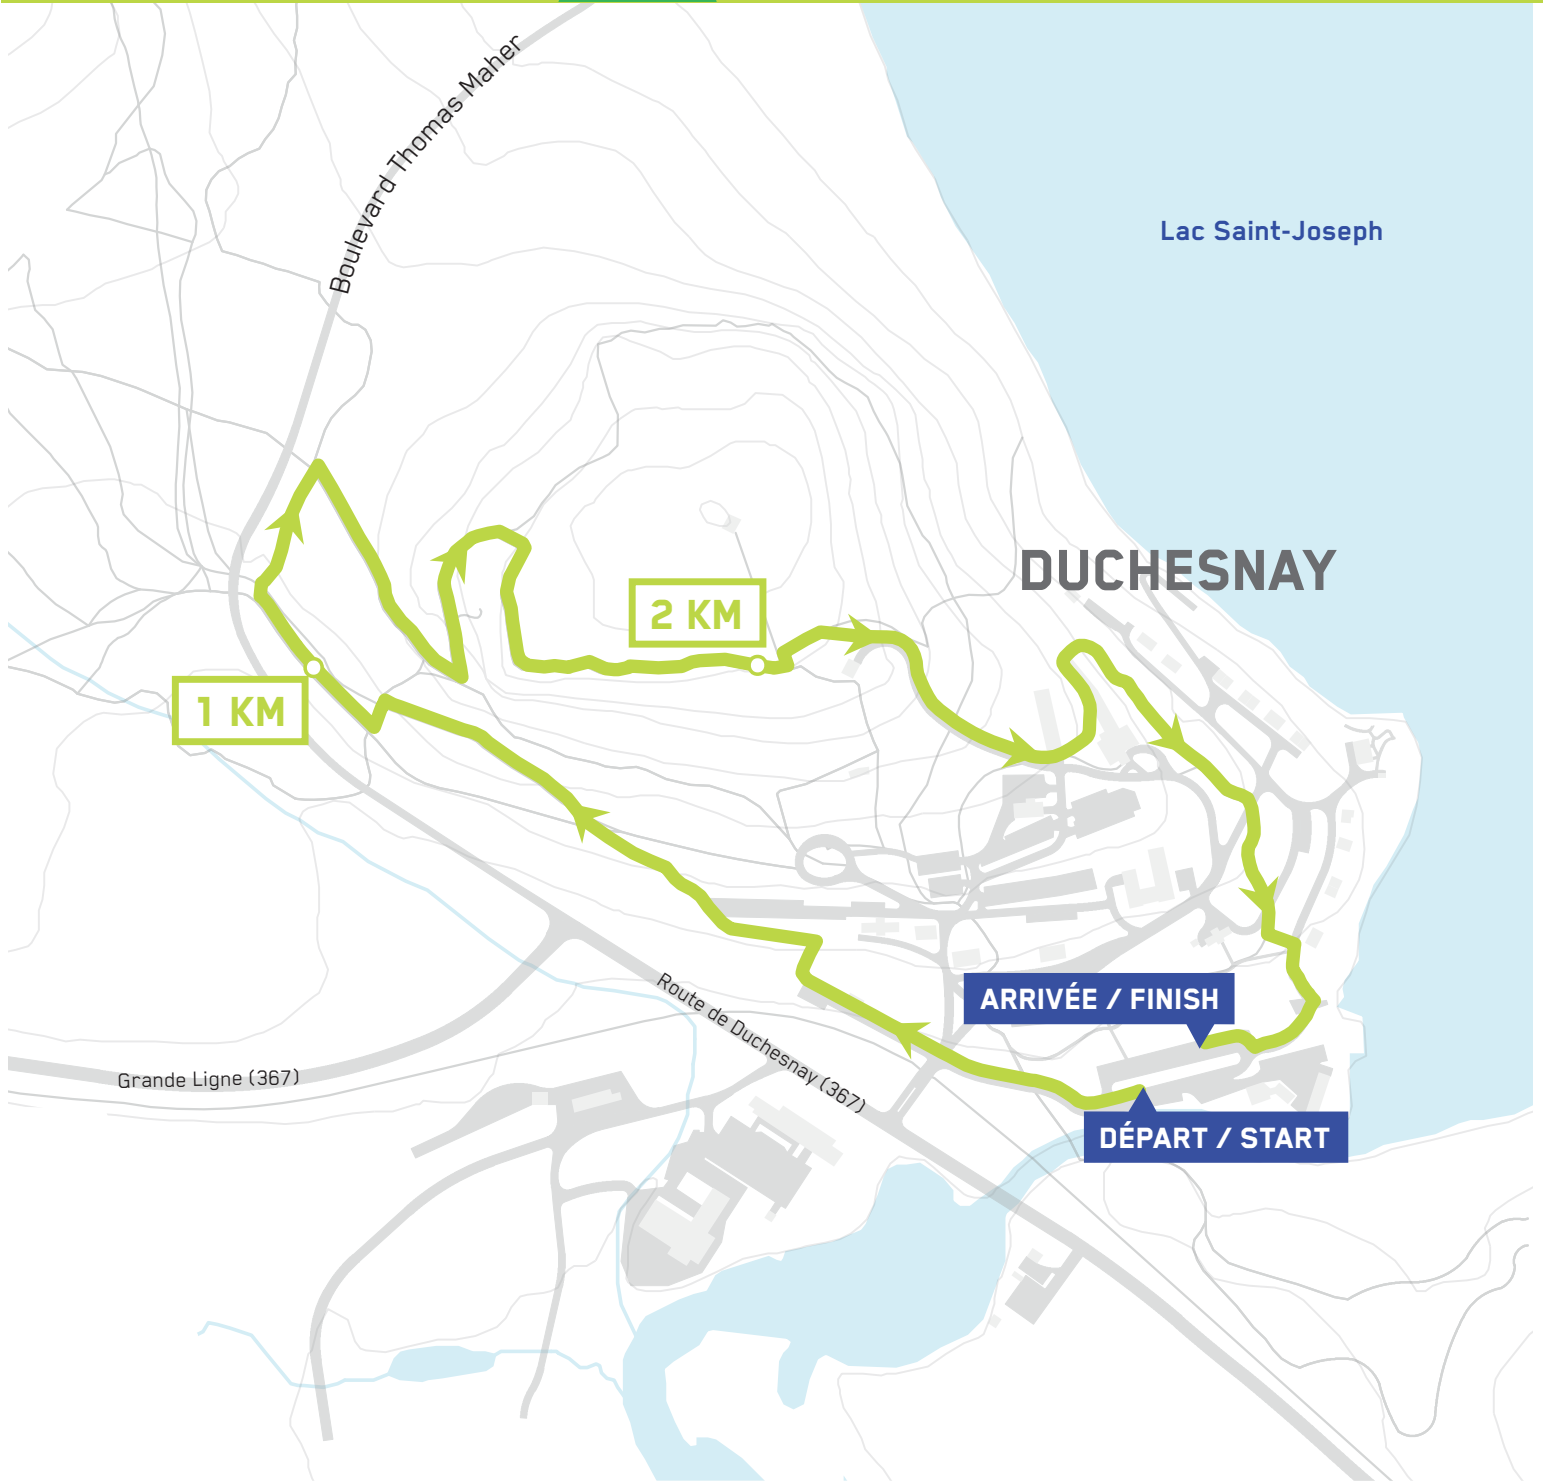 Boulevard Thomas Maher
Lac Saint-Joseph
DUCHESNAY
2 KM
1 KM
ARRIVÉE / FINISH
Route de Duchesnay (367)
Grande Ligne (367)
DÉPART / START